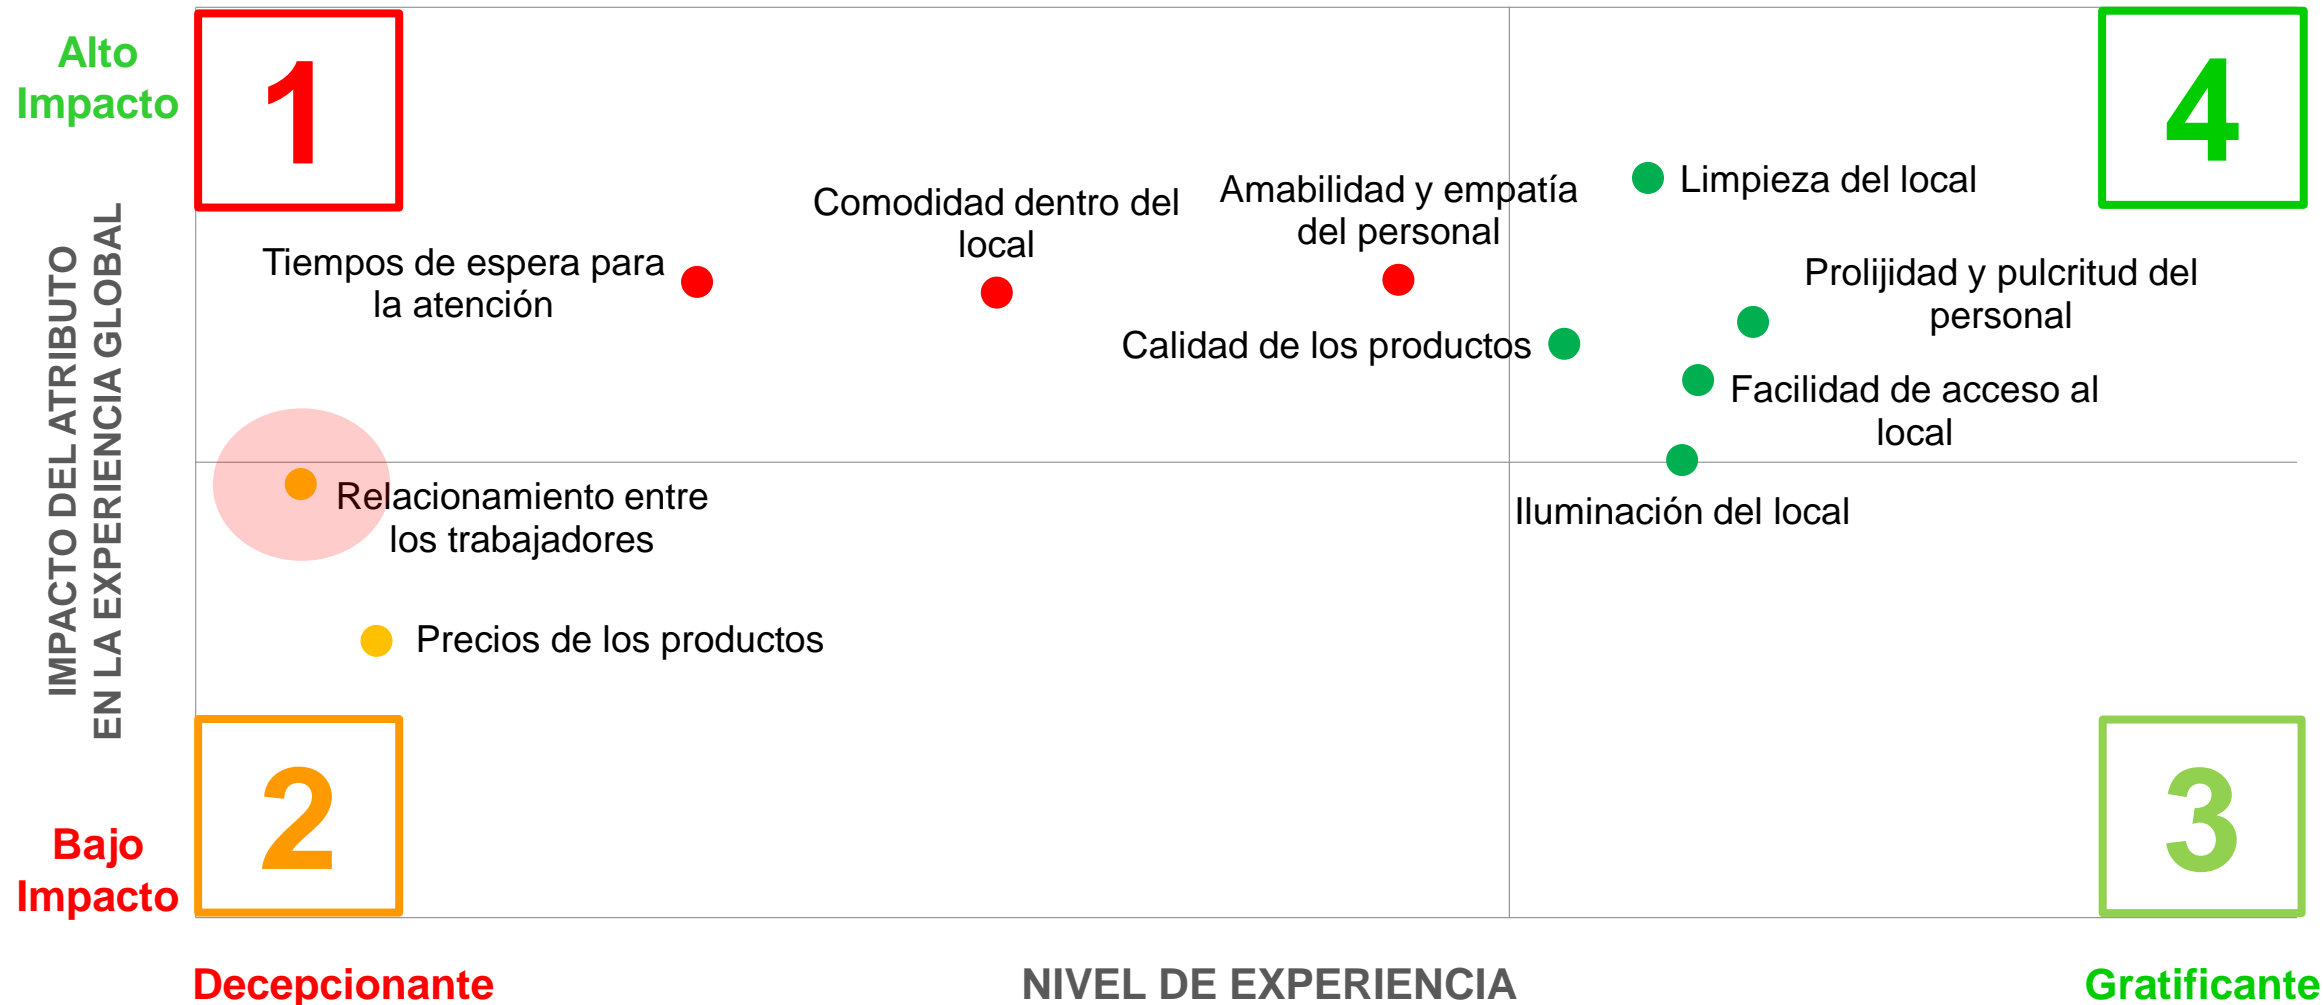 Alto
Impacto
1
4
Limpieza del local
Amabilidad y empatía
del personal
Comodidad dentro del
local
Tiempos de espera para
la atención
Prolijidad y pulcritud del
personal
Calidad de los productos
Facilidad de acceso al
local
IMPACTO DEL ATRIBUTO
EN LA EXPERIENCIA GLOBAL
Relacionamiento entre
los trabajadores
Iluminación del local
Precios de los productos
2
3
Bajo
Impacto
Decepcionante
NIVEL DE EXPERIENCIA
Gratificante